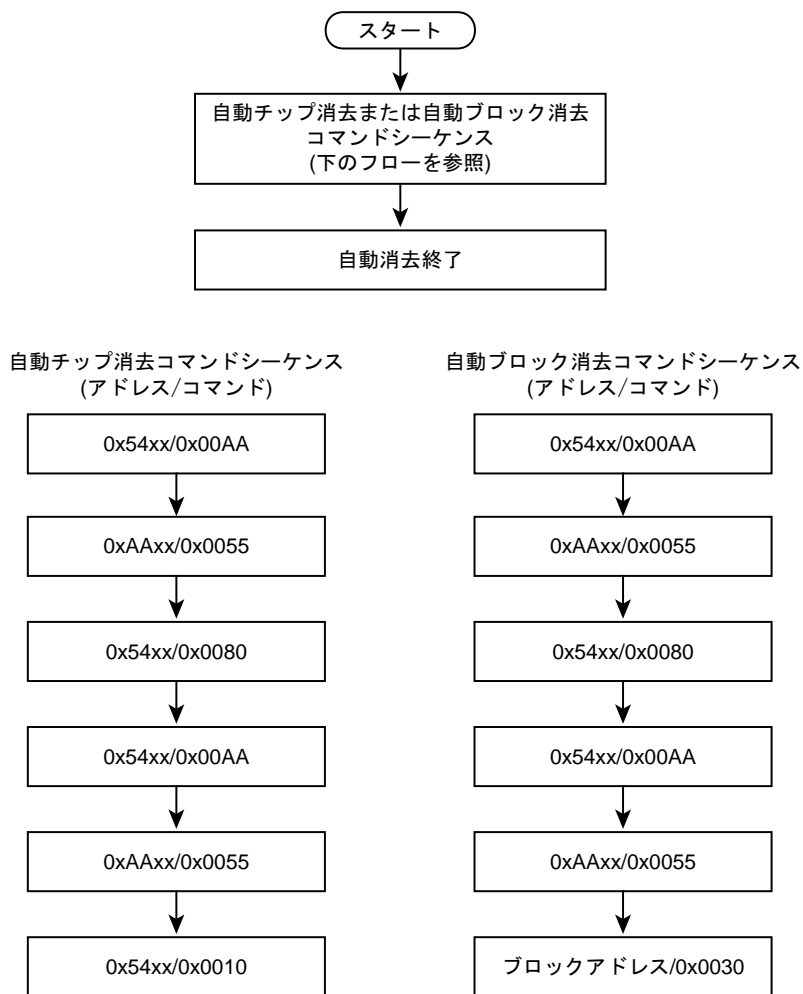 スタート
自動チップ消去または自動ブロック消去
コマンドシーケンス
(下のフローを参照)
自動消去終了
自動チップ消去コマンドシーケンス
(アドレス/コマンド)
0x54xx/0x00AA
0xAAxx/0x0055
0x54xx/0x0080
0x54xx/0x00AA
0xAAxx/0x0055
0x54xx/0x0010
自動ブロック消去コマンドシーケンス
(アドレス/コマンド)
0x54xx/0x00AA
0xAAxx/0x0055
0x54xx/0x0080
0x54xx/0x00AA
0xAAxx/0x0055
ブロックアドレス/0x0030